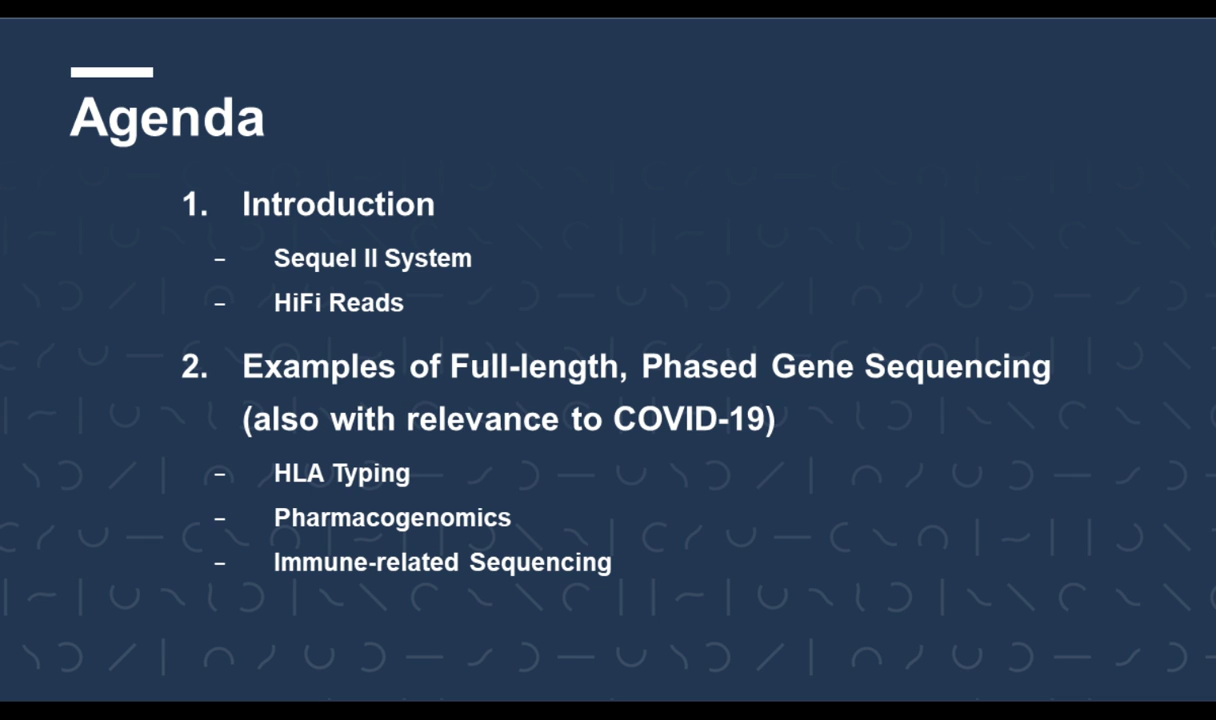 Agenda
1. Introduction
– Sequel II System
– HiFi Reads
2. Examples of Full-length, Phased Gene Sequencing
(also with relevance to COVID-19)
– HLA Typing
– Pharmacogenomics
– Immune-related Sequencing